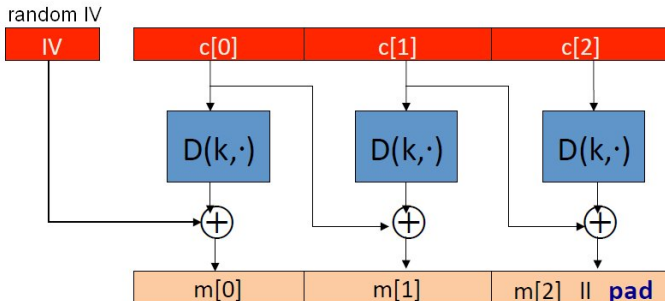 random IV
IV c[0] c[1] c[2]
D(k,·) D(k,·) D(k,·)
m[0] m[1] m[2] ll pad